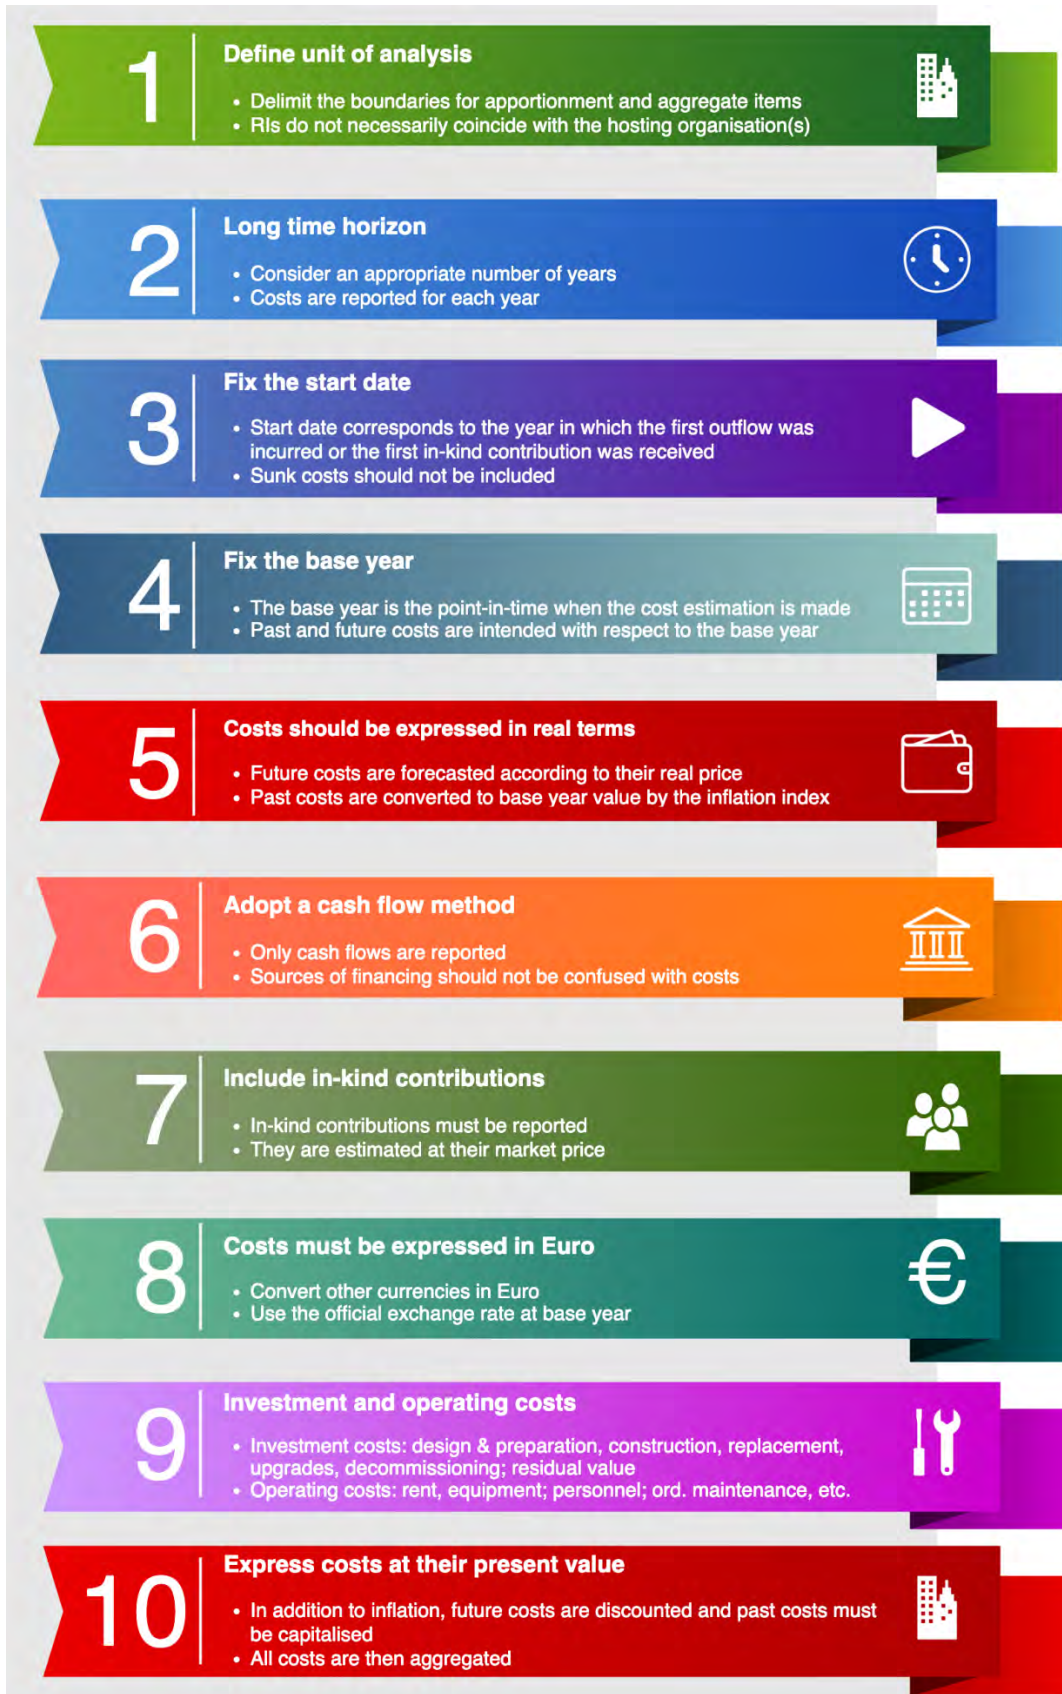 1
Define unit of analysis
• Delimit the boundaries for apportionment and aggregate items
• RIs do not necessarily coincide with the hosting organisation(s)
2
Long time horizon
• Consider an appropriate number of years
• Costs are reported for each year
3
Fix the start date
• Start date corresponds to the year in which the first outflow was
incurred or the first in-kind contribution was received
• Sunk costs should not be included
4
Fix the base year
• The base year is the point-in-time when the cost estimation is made
• Past and future costs are intended with respect to the base year
5
Costs should be expressed in real terms
• Future costs are forecasted according to their real price
• Past costs are converted to base year value by the inflation index
6
Adopt a cash flow method
• Only cash flows are reported
• Sources of financing should not be confused with costs
7
Include in-kind contributions
• In-kind contributions must be reported
• They are estimated at their market price
8
Costs must be expressed in Euro
• Convert other currencies in Euro
• Use the official exchange rate at base year
€
9
Investment and operating costs
• Investment costs: design & preparation, construction, replacement,
upgrades, decommissioning; residual value
• Operating costs: rent, equipment; personnel; ord. maintenance, etc.
10
Express costs at their present value
• In addition to inflation, future costs are discounted and past costs must
be capitalised
• All costs are then aggregated